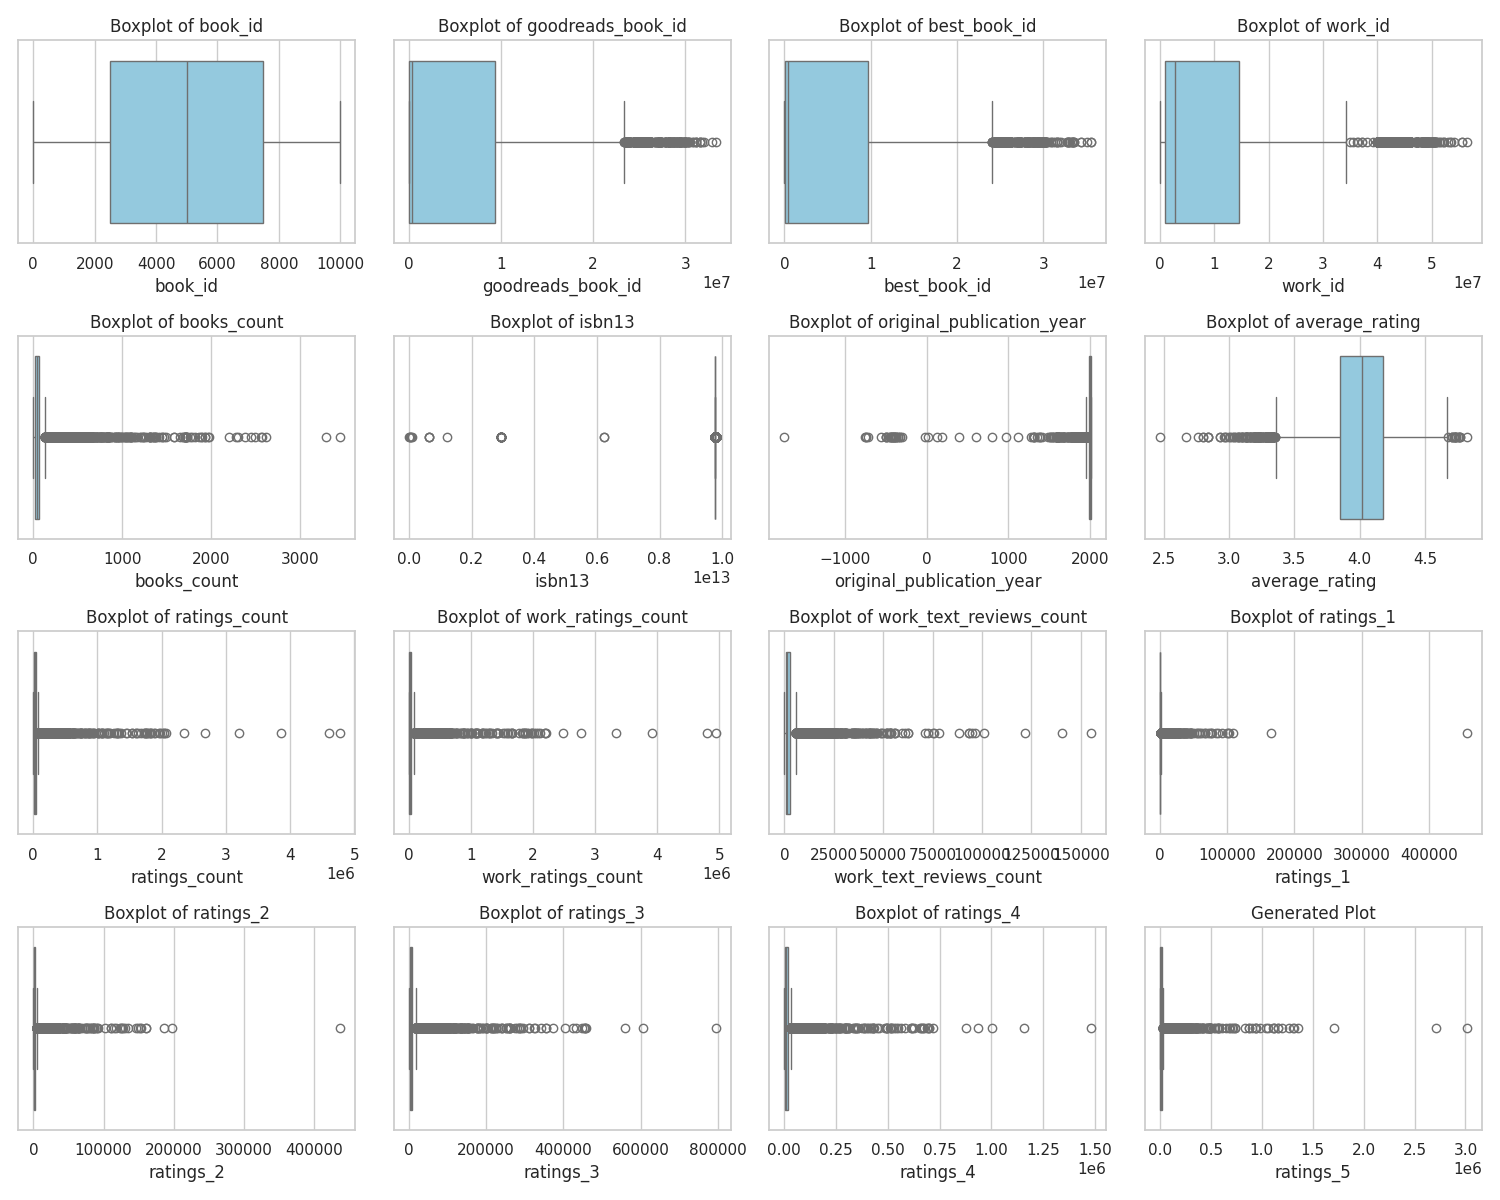 Boxplot of book_id
0 2000 4000 6000 8000 10000
book_id
Boxplot of goodreads_book_id
0 1 2 3
1e7
goodreads_book_id
Boxplot of best_book_id
0 1 2 3
1e7
best_book_id
Boxplot of work_id
0 1 2 3 4 5
1e7
work_id
Boxplot of books_count
0 1000 2000 3000
books_count
Boxplot of isbn13
0.0 0.2 0.4 0.6 0.8 1.0
1e13
isbn13
Boxplot of original_publication_year
−1000 0 1000 2000
original_publication_year
Boxplot of average_rating
2.5 3.0 3.5 4.0 4.5
average_rating
Boxplot of ratings_count
0 1 2 3 4 5
1e6
ratings_count
Boxplot of work_ratings_count
0 1 2 3 4 5
1e6
work_ratings_count
Boxplot of work_text_reviews_count
0 25000 50000 75000 100000 125000 150000
work_text_reviews_count
Boxplot of ratings_1
0 100000 200000 300000 400000
ratings_1
Boxplot of ratings_2
0 100000 200000 300000 400000
ratings_2
Boxplot of ratings_3
0 200000 400000 600000 800000
ratings_3
Boxplot of ratings_4
0.00 0.25 0.50 0.75 1.00 1.25 1.50
1e6
ratings_4
Generated Plot
0.0 0.5 1.0 1.5 2.0 2.5 3.0
1e6
ratings_5